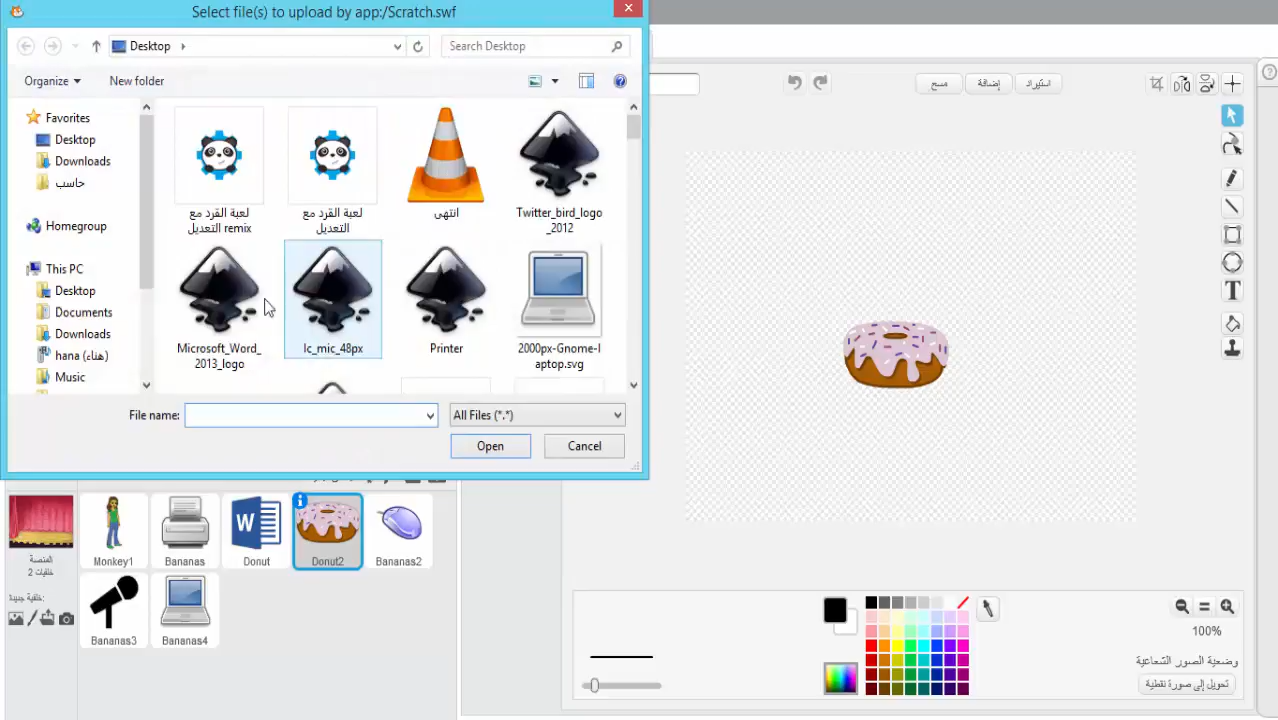 Select file(s) to upload by app:/Scratch.swf
Desktop
Search Desktop
Organize
New folder
Favorites
Desktop
Downloads
حاسب
Homegroup
This PC
Desktop
Documents
Downloads
hana (هناء)
Music
لعبة القرد مع
التعديل remix
لعبة القرد مع
التعديل
انتهى
Twitter_bird_logo
_2012
Microsoft_Word_
2013_logo
Ic_mic_48px
Printer
2000px-Gnome-l
aptop.svg
File name:
All Files (*.*)
Open
Cancel
مسح
إضافة
استيراد
T
المنصة
2 خلفيات
خلفية جديدة:
Monkey1
Bananas
W
Donut
i
Donut2
Bananas2
Bananas3
Bananas4
100%
وضعية الصور الشعاعية
تحويل إلى صورة نقطية